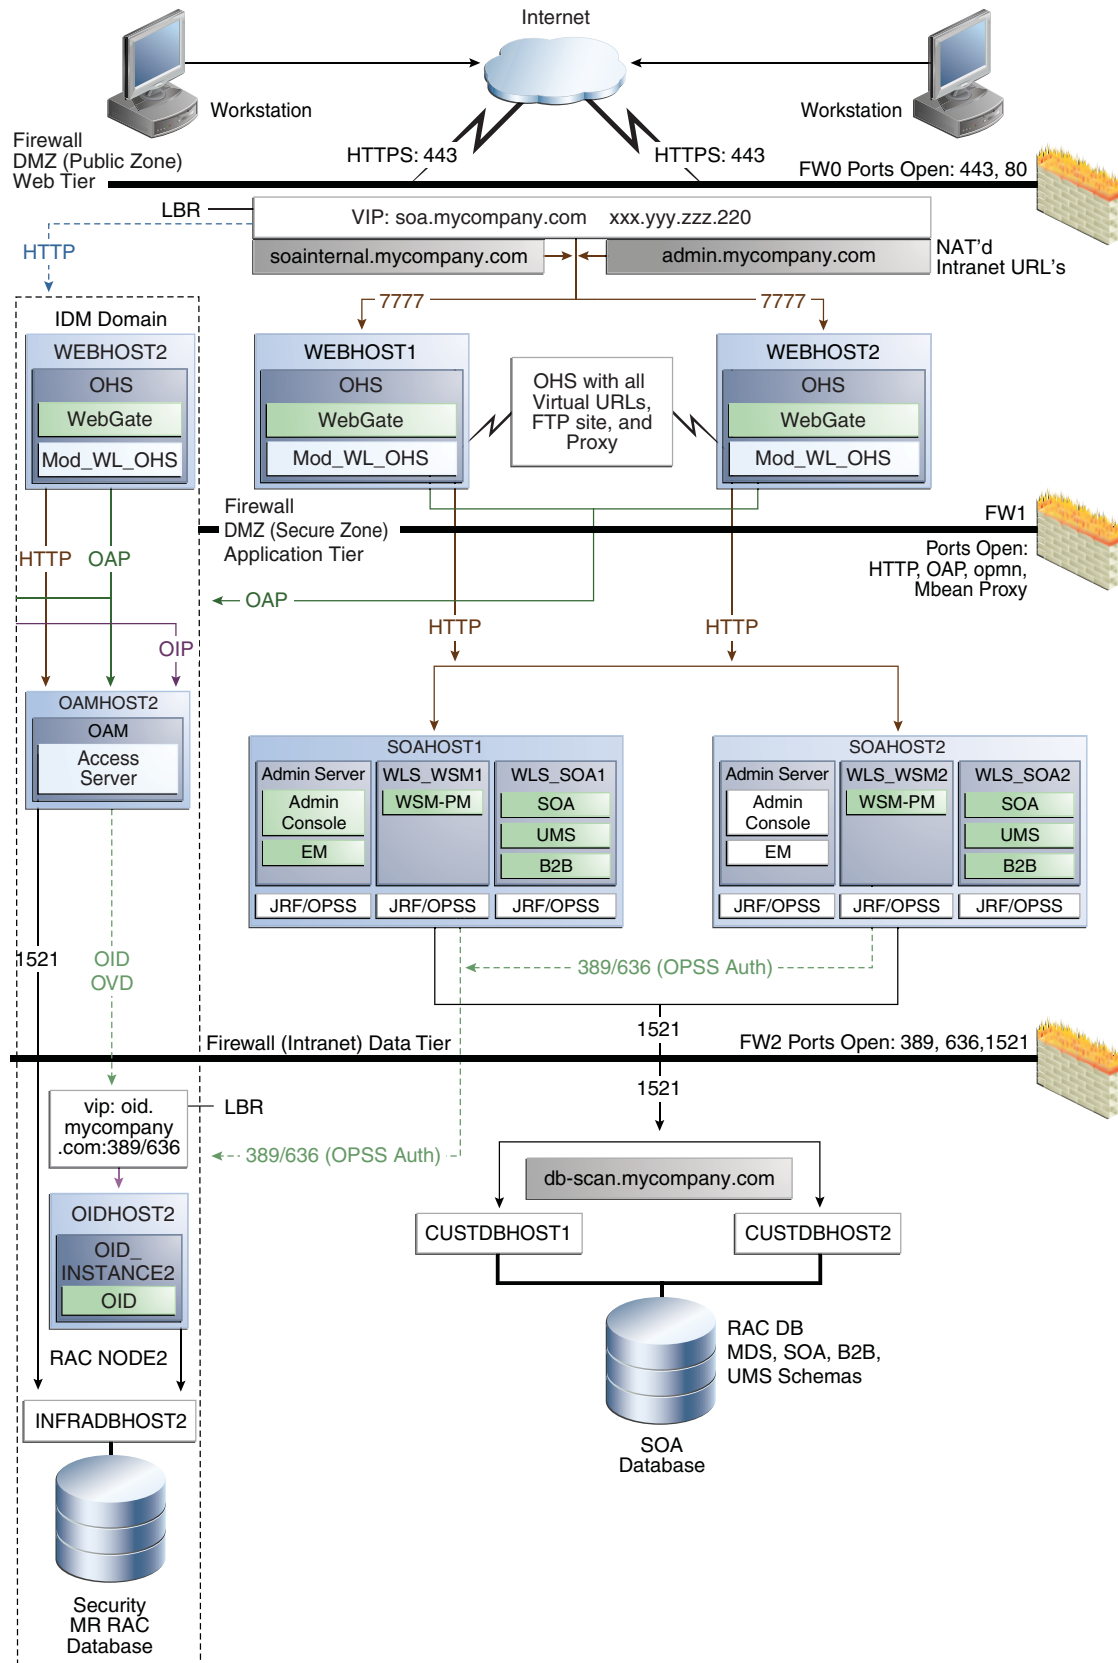 Internet
Workstation
Workstation
HTTPS: 443
HTTPS: 443
Firewall
DMZ (Public Zone)
Web Tier
FW0 Ports Open: 443, 80
LBR
VIP: soa.mycompany.com xxx.yyy.zzz.220
HTTP
soainternal.mycompany.com
admin.mycompany.com
NAT'd
Intranet URL's
7777
7777
IDM Domain
WEBHOST2
OHS
WebGate
Mod_WL_OHS
WEBHOST1
OHS
WebGate
Mod_WL_OHS
OHS with all
Virtual URLs,
FTP site, and
Proxy
WEBHOST2
OHS
WebGate
Mod_WL_OHS
Firewall
DMZ (Secure Zone)
Application Tier
FW1
Ports Open:
HTTP, OAP, opmn,
Mbean Proxy
HTTP
OAP
OAP
HTTP
HTTP
OIP
OAMHOST2
OAM
Access
Server
SOAHOST1
Admin Server
Admin
Console
EM
WLS_WSM1
WSM-PM
WLS_SOA1
SOA
UMS
B2B
JRF/OPSS
JRF/OPSS
JRF/OPSS
SOAHOST2
Admin Server
Admin
Console
EM
WLS_WSM2
WSM-PM
WLS_SOA2
SOA
UMS
B2B
JRF/OPSS
JRF/OPSS
JRF/OPSS
1521
OID
OVD
389/636 (OPSS Auth)
1521
Firewall (Intranet) Data Tier
FW2 Ports Open: 389, 636,1521
1521
vip: oid.
mycompany
.com:389/636
LBR
389/636 (OPSS Auth)
db-scan.mycompany.com
OIDHOST2
OID_
INSTANCE2
OID
CUSTDBHOST1
CUSTDBHOST2
RAC NODE2
RAC DB
MDS, SOA, B2B,
UMS Schemas
INFRADBHOST2
SOA
Database
Security
MR RAC
Database